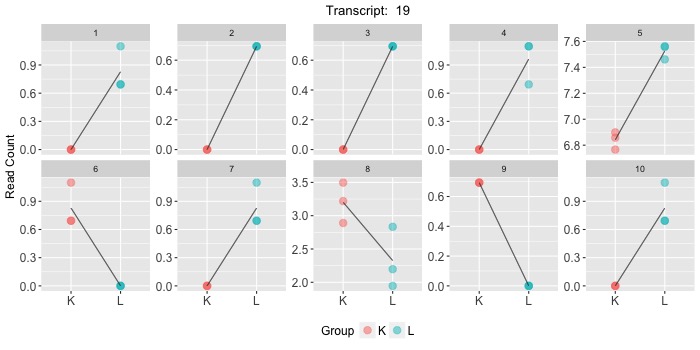 Transcript: 19
1 2 3 4 5
0.9 0.6 0.3 0.0
0.6 0.4 0.2 0.0
0.6 0.4 0.2 0.0
0.9 0.6 0.3 0.0
7.6 7.4 7.2 7.0 6.8
Read Count
6 7 8 9 10
0.9 0.6 0.3 0.0
0.9 0.6 0.3 0.0
3.5 3.0 2.5 2.0
0.6 0.4 0.2 0.0
0.9 0.6 0.3 0.0
K L K L K L K L K L
Group K L